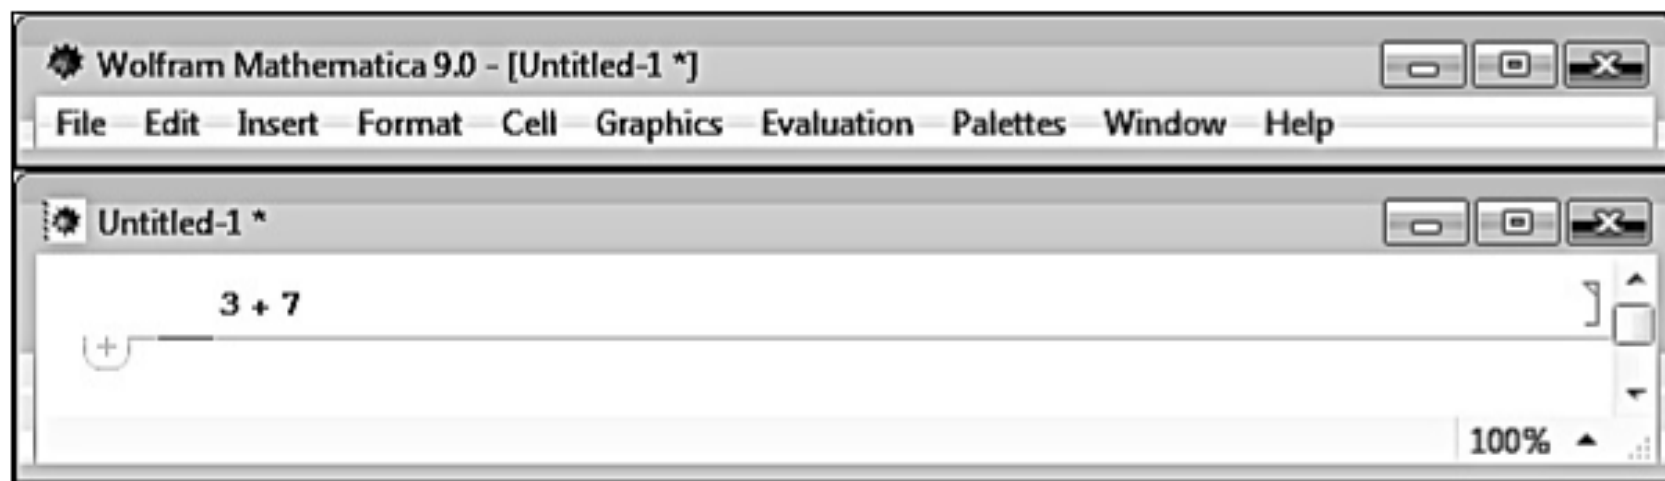 Wolfram Mathematica 9.0 - [Untitled-1 *]
File Edit Insert Format Cell Graphics Evaluation Palettes Window Help
Untitled-1 *
3 + 7
100%